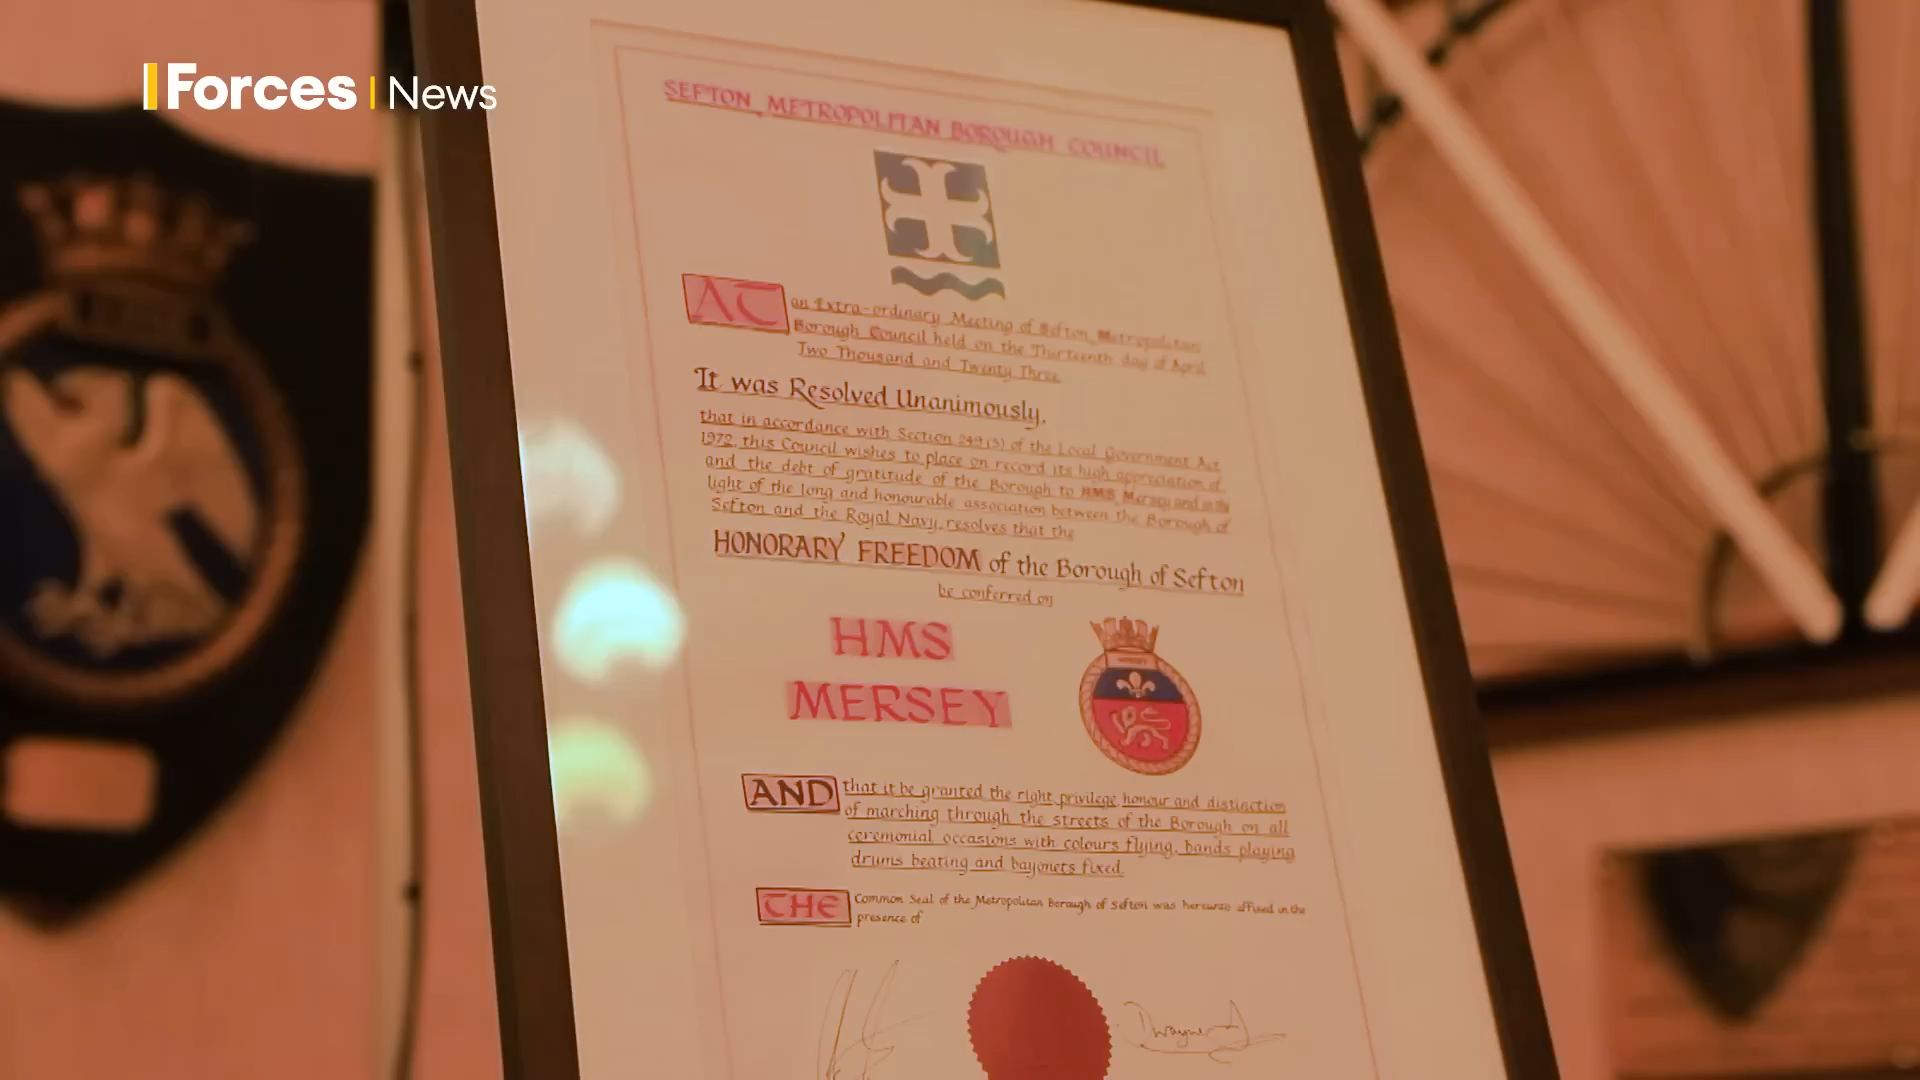 Forces News
SEFTON METROPOLITAN BOROUGH COUNCIL
AT an Extra-ordinary Meeting of Sefton Metropolitan
Borough Council held on the Thirteenth day of April
Two Thousand and Twenty Three
It was Resolved Unanimously,
that in accordance with Section 249(5) of the Local Government Act
1972, this Council wishes to place on record its high appreciation of
and the debt of gratitude of the Borough to HMS Mersey and in the
light of the long and honourable association between the Borough of
Sefton and the Royal Navy, resolves that the
HONORARY FREEDOM of the Borough of Sefton
be conferred on
HMS
MERSEY
AND that it be granted the right, privilege, honour and distinction
of marching through the streets of the Borough on all
ceremonial occasions with colours flying, bands playing
drums beating and bayonets fixed.
THE Common Seal of the Metropolitan Borough of Sefton was hereunto affixed in the
presence of